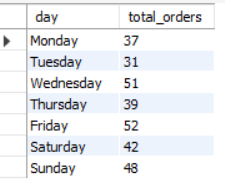 day total_orders
Monday 37
Tuesday 31
Wednesday 51
Thursday 39
Friday 52
Saturday 42
Sunday 48